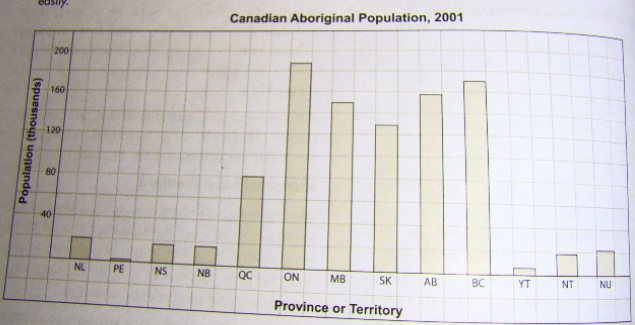 easily.
Canadian Aboriginal Population, 2001
Population (thousands)
200
160
120
80
40
NL PE NS NB QC ON MB SK AB BC YT NT NU
Province or Territory